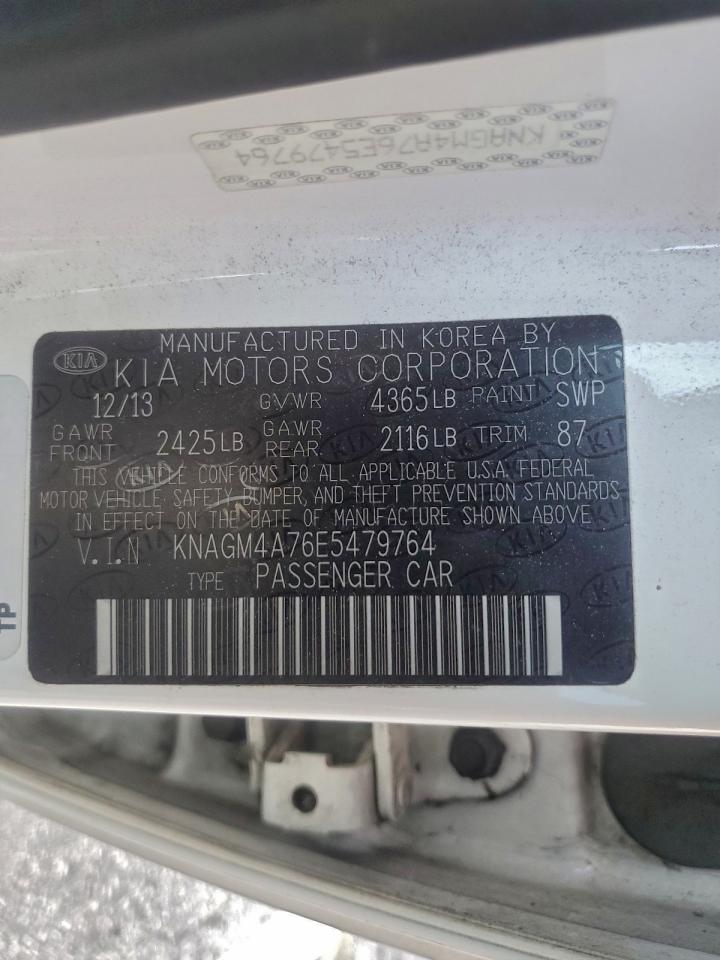 KNAGM4A76E5479764
MANUFACTURED IN KOREA BY
KIA KIA MOTORS CORPORATION
12/13 GVWR 4365LB PAINT SWP
GAWR FRONT 2425LB GAWR REAR 2116LB TRIM 87
THIS VEHICLE CONFORMS TO ALL APPLICABLE U.S.A. FEDERAL
MOTOR VEHICLE, SAFETY, BUMPER, AND THEFT PREVENTION STANDARDS
IN EFFECT ON THE DATE OF MANUFACTURE SHOWN ABOVE
V.I.N KNAGM4A76E5479764
TYPE PASSENGER CAR
TP